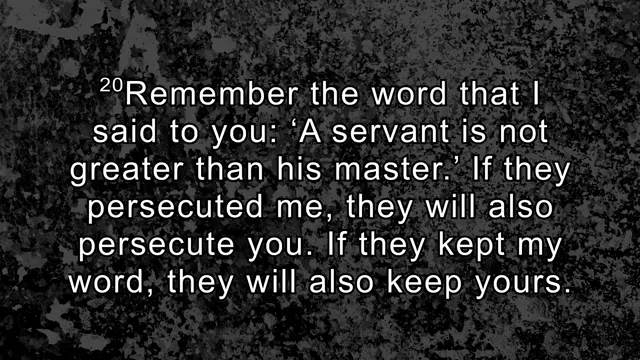 ²⁰Remember the word that I
said to you: ‘A servant is not
greater than his master.’ If they
persecuted me, they will also
persecute you. If they kept my
word, they will also keep yours.